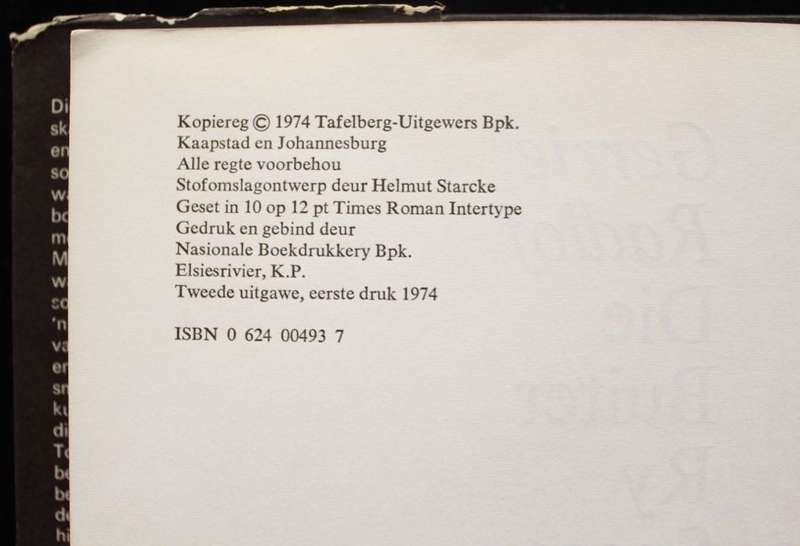 Kopiereg © 1974 Tafelberg-Uitgewers Bpk.
Kaapstad en Johannesburg
Alle regte voorbehou
Stofomslagontwerp deur Helmut Starcke
Geset in 10 op 12 pt Times Roman Intertype
Gedruk en gebind deur
Nasionale Boekdrukkery Bpk.
Elsiesrivier, K.P.
Tweede uitgawe, eerste druk 1974
ISBN 0 624 00493 7